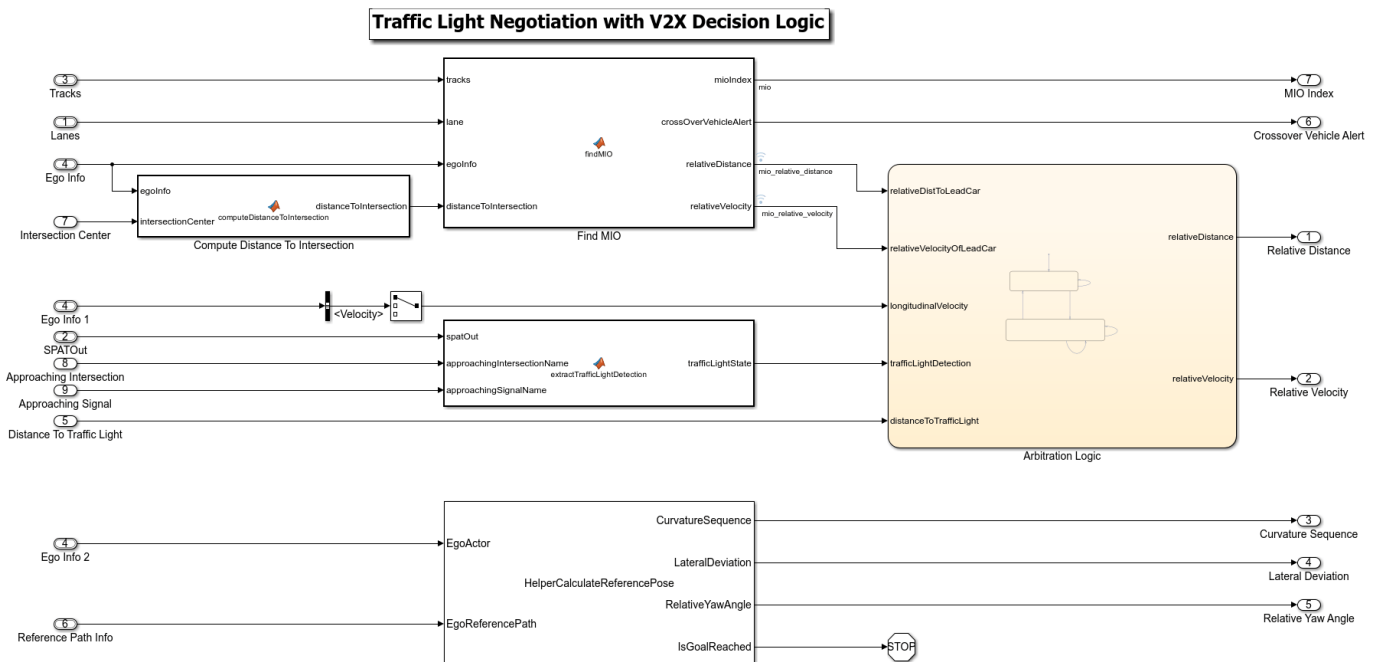 Traffic Light Negotiation with V2X Decision Logic
3
Tracks
tracks
mioIndex
mio
7
MIO Index
1
Lanes
lane
crossOverVehicleAlert
6
Crossover Vehicle Alert
findMIO
4
Ego Info
egoInfo
relativeDistance
mio_relative_distance
egoInfo
intersectionCenter
computeDistanceToIntersection
distanceToIntersection
Compute Distance To Intersection
7
Intersection Center
distanceToIntersection
relativeVelocity
mio_relative_velocity
Find MIO
relativeDistToLeadCar
relativeVelocityOfLeadCar
longitudinalVelocity
trafficLightDetection
distanceToTrafficLight
relativeDistance
relativeVelocity
Arbitration Logic
1
Relative Distance
2
Relative Velocity
4
Ego Info 1
<Velocity>
2
SPATOut
spatOut
8
Approaching Intersection
approachingIntersectionName
extractTrafficLightDetection
trafficLightState
9
Approaching Signal
approachingSignalName
5
Distance To Traffic Light
4
Ego Info 2
EgoActor
6
Reference Path Info
EgoReferencePath
HelperCalculateReferencePose
CurvatureSequence
3
Curvature Sequence
LateralDeviation
4
Lateral Deviation
RelativeYawAngle
5
Relative Yaw Angle
IsGoalReached
STOP